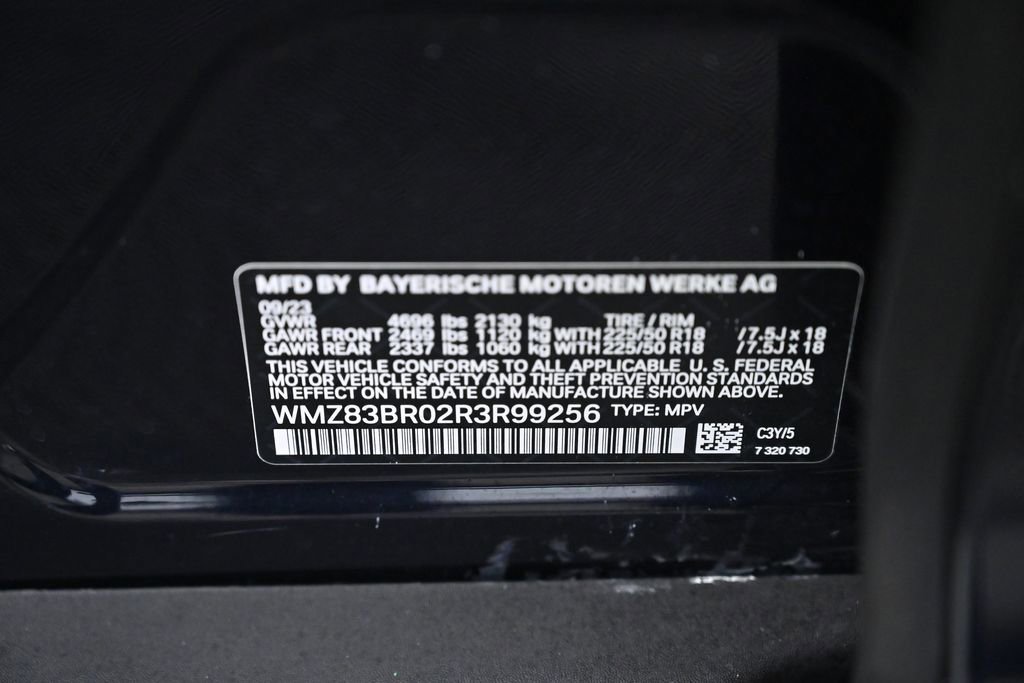 MFD BY BAYERISCHE MOTOREN WERKE AG
09/23
GVWR 4696 lbs 2130 kg TIRE / RIM
GAWR FRONT 2469 lbs 1120 kg WITH 225/50 R18 /7.5J x 18
GAWR REAR 2337 lbs 1060 kg WITH 225/50 R18 /7.5J x 18
THIS VEHICLE CONFORMS TO ALL APPLICABLE U. S. FEDERAL
MOTOR VEHICLE SAFETY AND THEFT PREVENTION STANDARDS
IN EFFECT ON THE DATE OF MANUFACTURE SHOWN ABOVE.
WMZ83BR02R3R99256 TYPE: MPV
C3Y/5
7 320 730